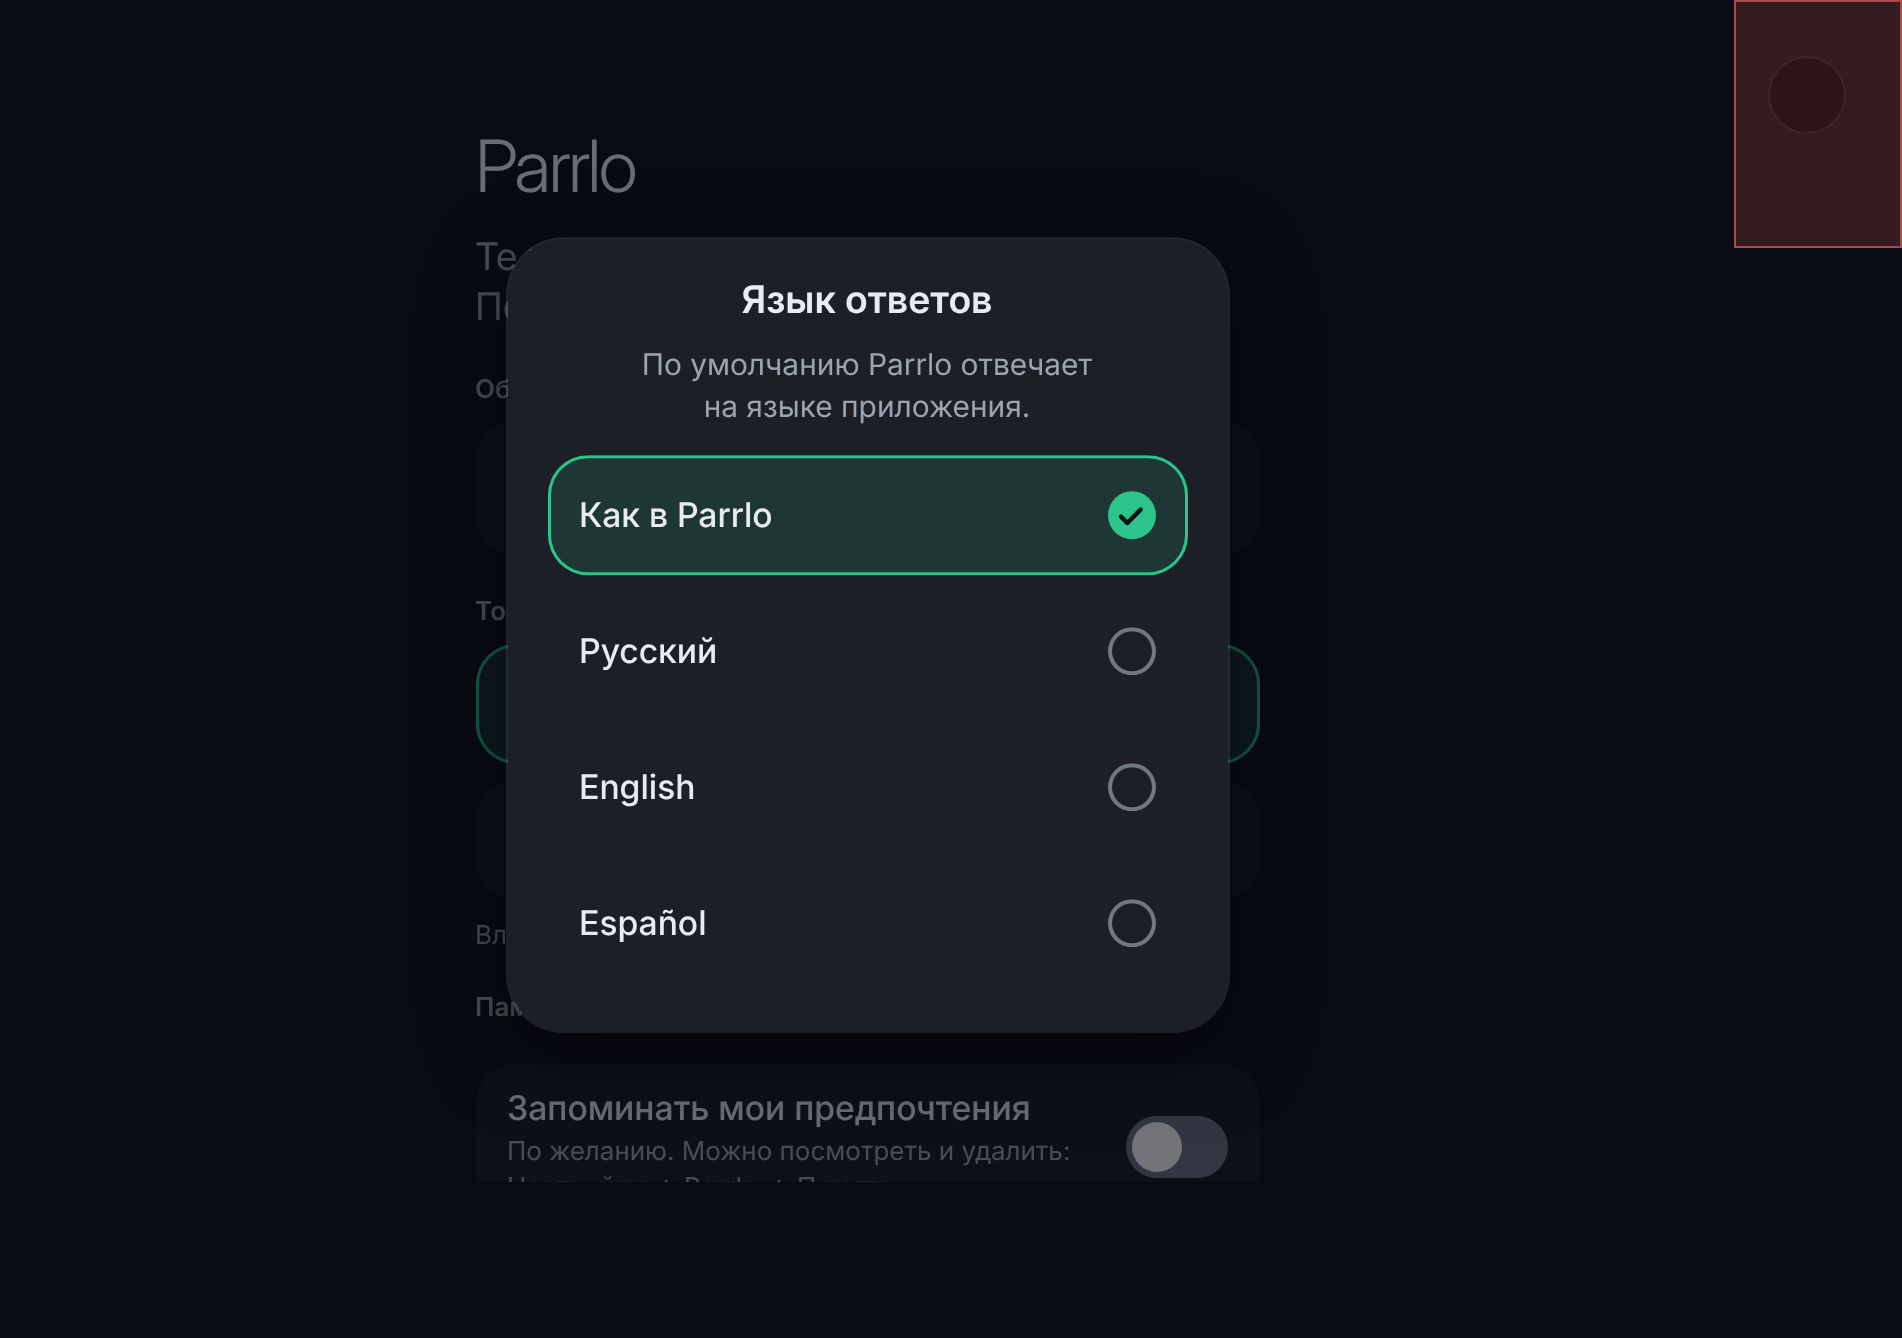 Parrlo
Язык ответов
По умолчанию Parrlo отвечает
на языке приложения.
Как в Parrlo
Русский
English
Español
Запоминать мои предпочтения
По желанию. Можно посмотреть и удалить: